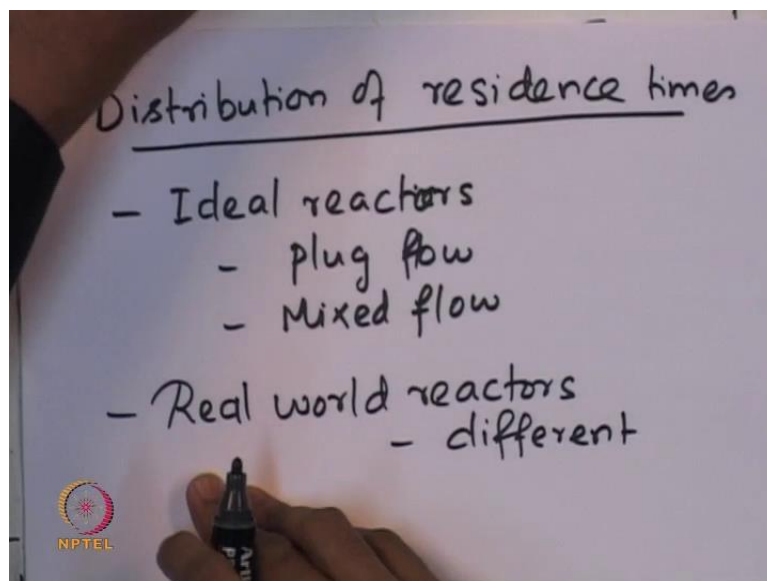 Distribution of residence times
- Ideal reactors
- plug flow
- Mixed flow
- Real world reactors
- different
NPTEL